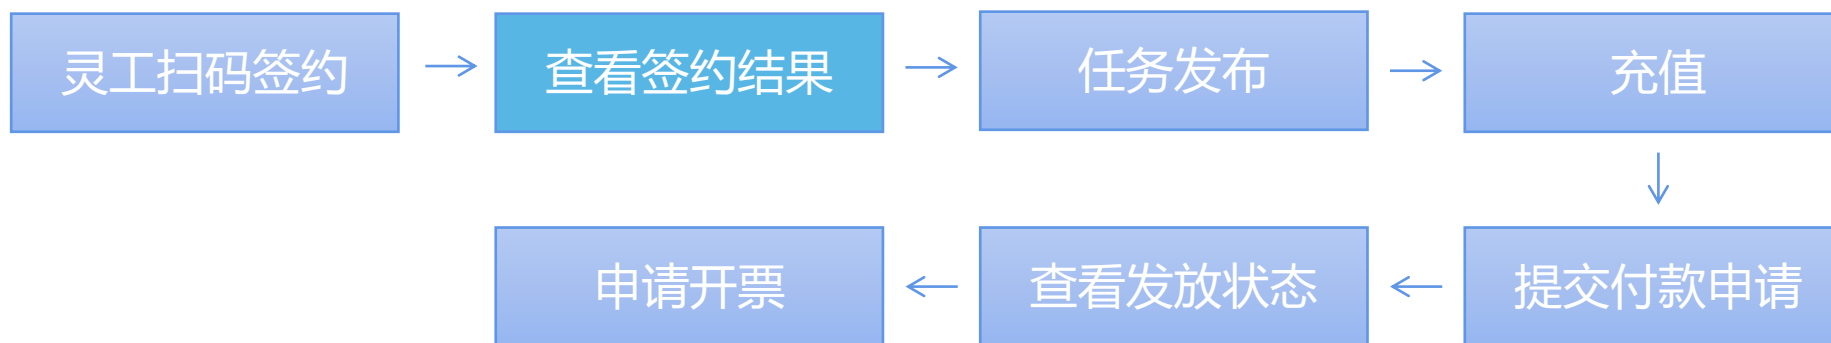 灵工扫码签约
查看签约结果
任务发布
充值
提交付款申请
查看发放状态
申请开票